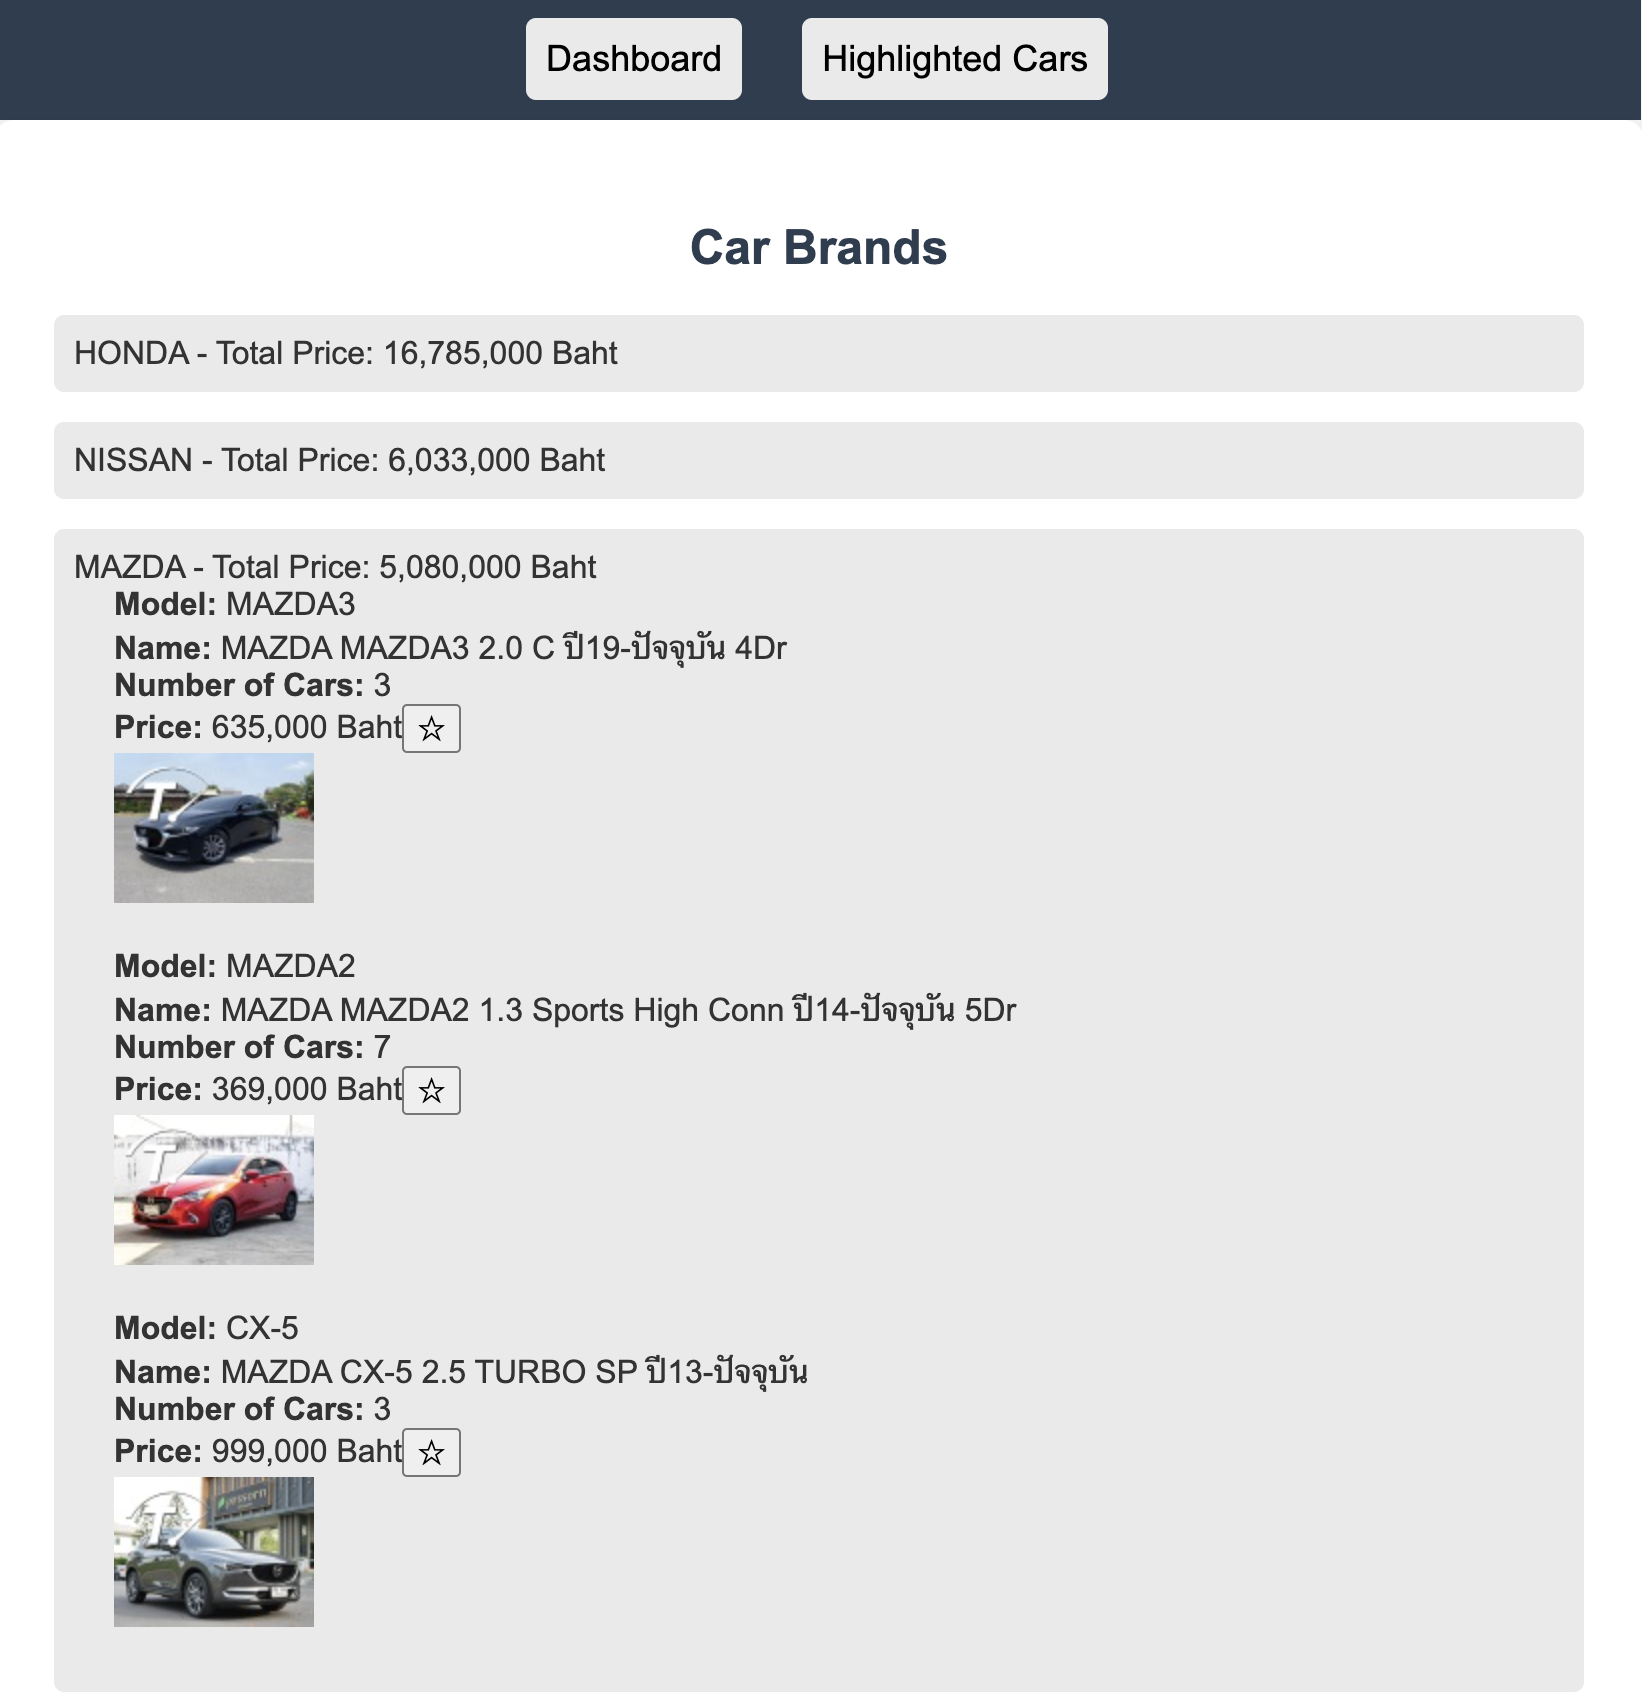 Dashboard
Highlighted Cars
Car Brands
HONDA - Total Price: 16,785,000 Baht
NISSAN - Total Price: 6,033,000 Baht
MAZDA - Total Price: 5,080,000 Baht
Model: MAZDA3
Name: MAZDA MAZDA3 2.0 C ปี19-ปัจจุบัน 4Dr
Number of Cars: 3
Price: 635,000 Baht ☆
Model: MAZDA2
Name: MAZDA MAZDA2 1.3 Sports High Conn ปี14-ปัจจุบัน 5Dr
Number of Cars: 7
Price: 369,000 Baht ☆
Model: CX-5
Name: MAZDA CX-5 2.5 TURBO SP ปี13-ปัจจุบัน
Number of Cars: 3
Price: 999,000 Baht ☆